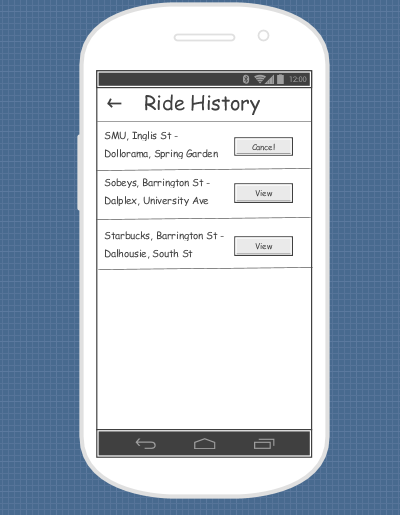 12:00
Ride History
SMU, Inglis St -
Dollorama, Spring Garden
Cancel
Sobeys, Barrington St -
Dalplex, University Ave
View
Starbucks, Barrington St -
Dalhousie, South St
View